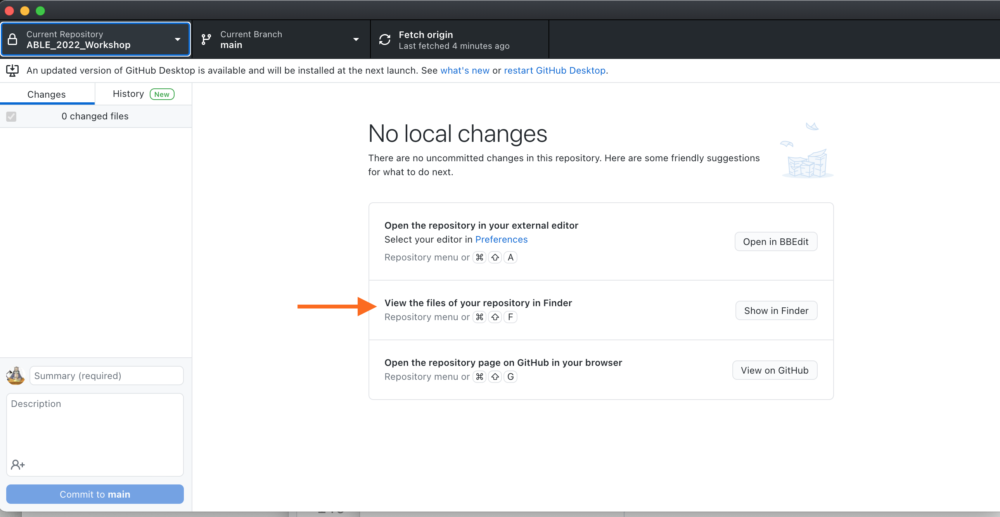 Current Repository
ABLE_2022_Workshop
Current Branch
main
Fetch origin
Last fetched 4 minutes ago
An updated version of GitHub Desktop is available and will be installed at the next launch. See what's new or restart GitHub Desktop.
Changes
History New
0 changed files
No local changes
There are no uncommitted changes in this repository. Here are some friendly suggestions
for what to do next.
Open the repository in your external editor
Select your editor in Preferences
Repository menu or ⌘ ⇧ A
Open in BBEdit
View the files of your repository in Finder
Repository menu or ⌘ ⇧ F
Show in Finder
Open the repository page on GitHub in your browser
Repository menu or ⌘ ⇧ G
View on GitHub
Summary (required)
Description
Commit to main